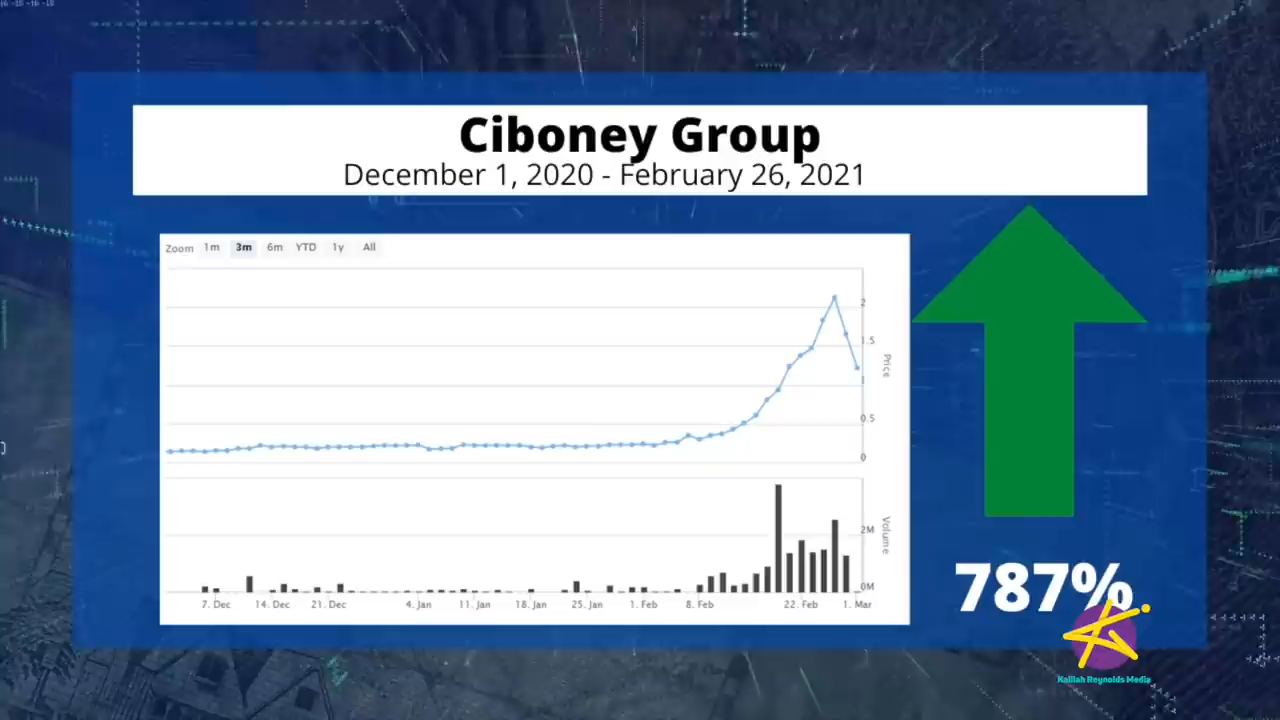 Ciboney Group
December 1, 2020 - February 26, 2021
Zoom 1m 3m 6m YTD 1y All
2
1.5
Price
1
0.5
0
Volume
2M
0M
7. Dec 14. Dec 21. Dec 4. Jan 11. Jan 18. Jan 25. Jan 1. Feb 8. Feb 22. Feb 1. Mar
787%
Kalilah Reynolds Media